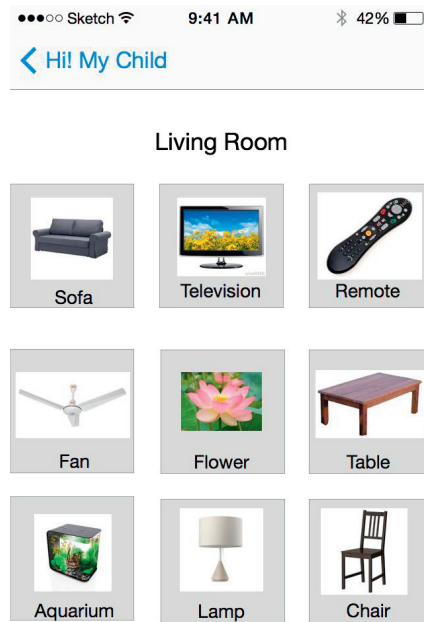 Sketch 9:41 AM 42%
Hi! My Child
Living Room
Sofa Television Remote
Fan Flower Table
Aquarium Lamp Chair